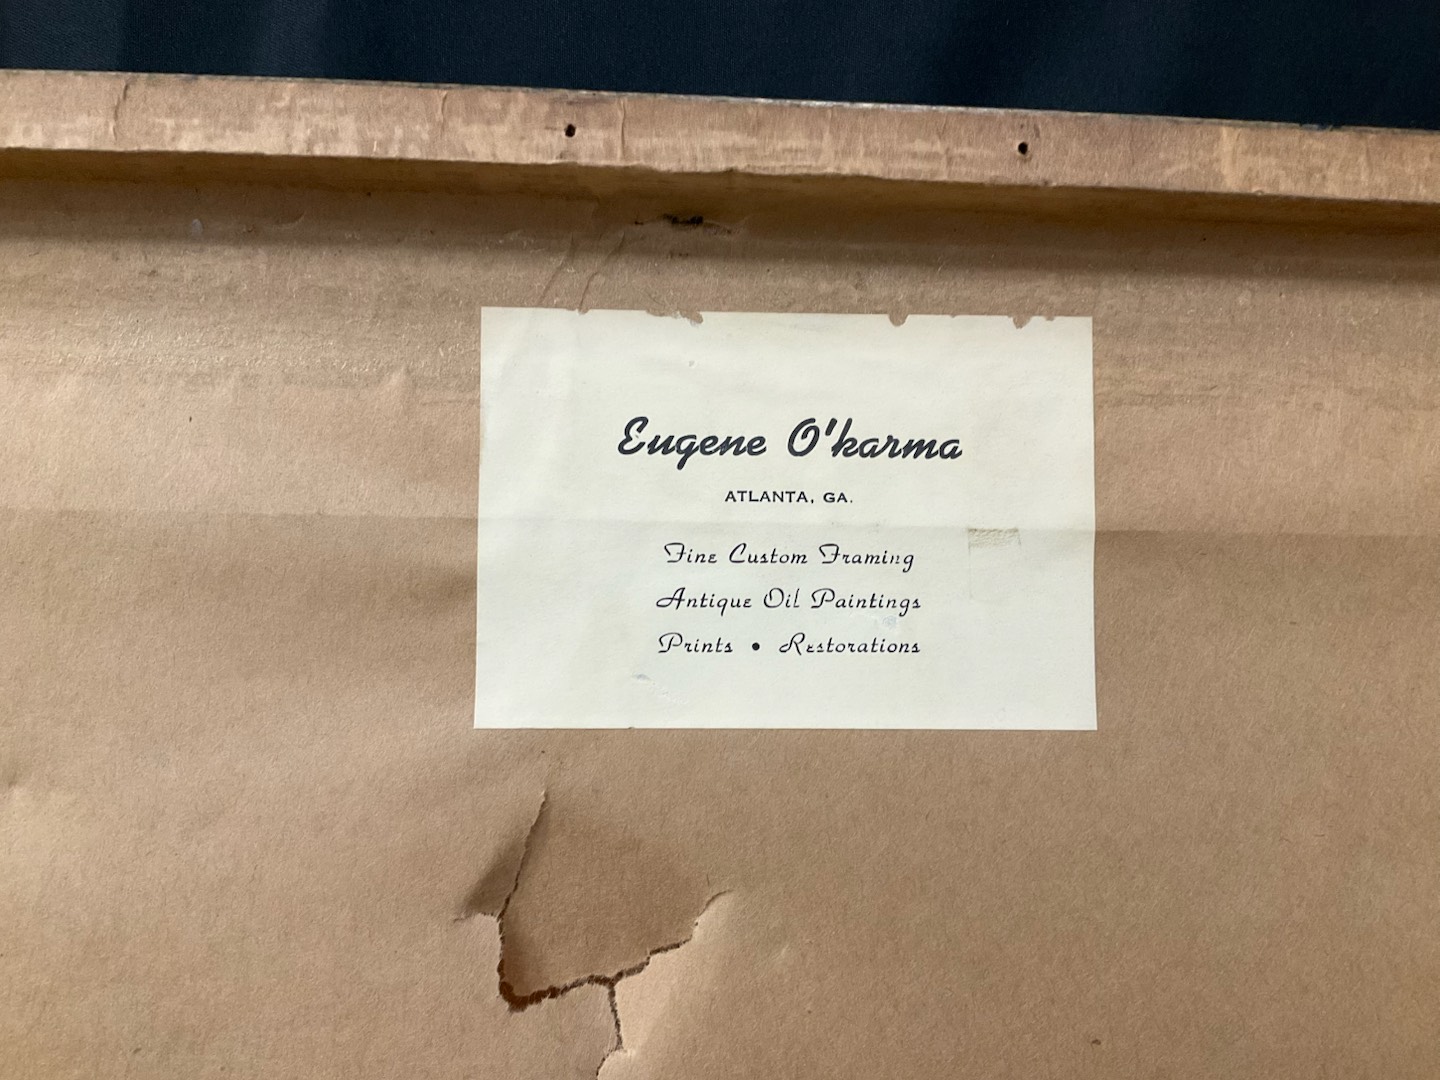 Eugene O'karma
ATLANTA, GA.
Fine Custom Framing
Antique Oil Paintings
Prints • Restorations